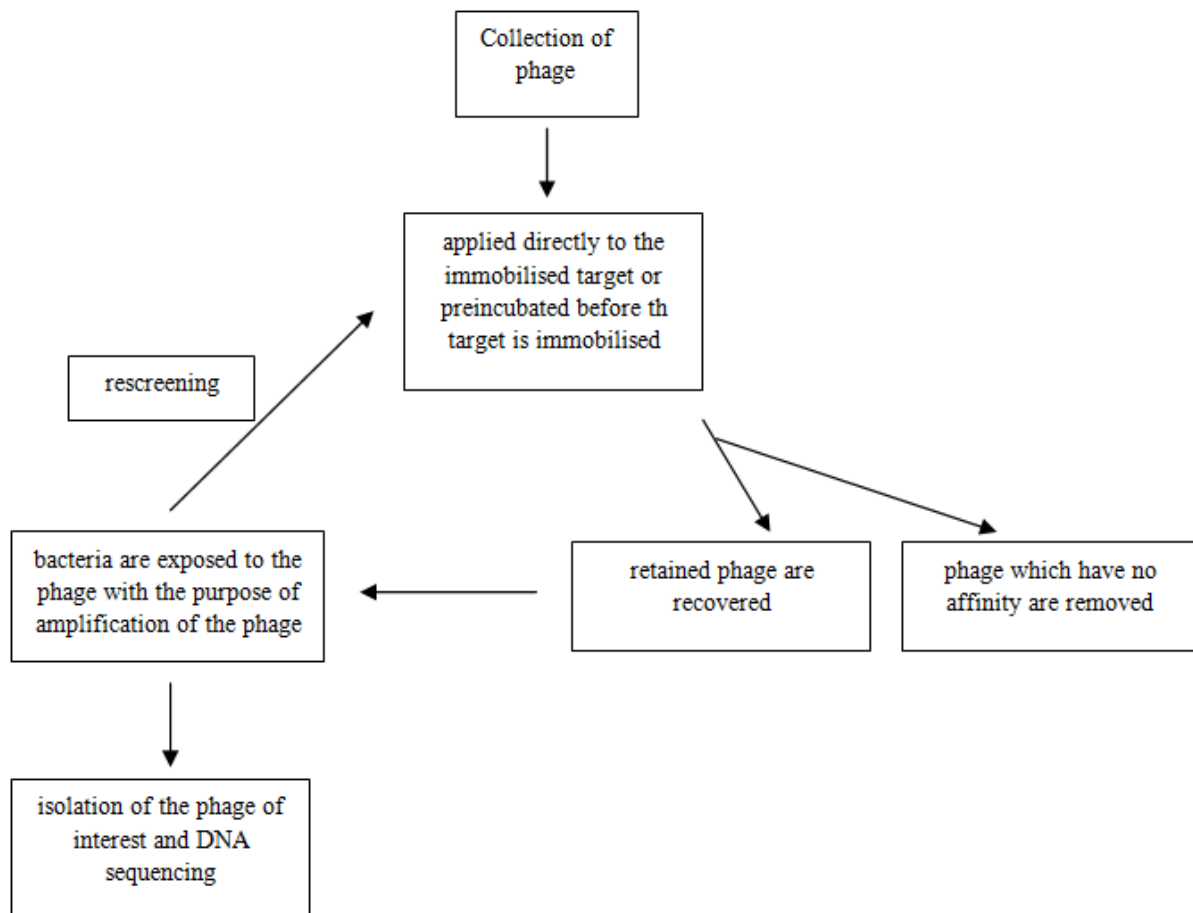 Collection of
phage
applied directly to the
immobilised target or
preincubated before th
target is immobilised
rescreening
bacteria are exposed to the
phage with the purpose of
amplification of the phage
retained phage are
recovered
phage which have no
affinity are removed
isolation of the phage of
interest and DNA
sequencing